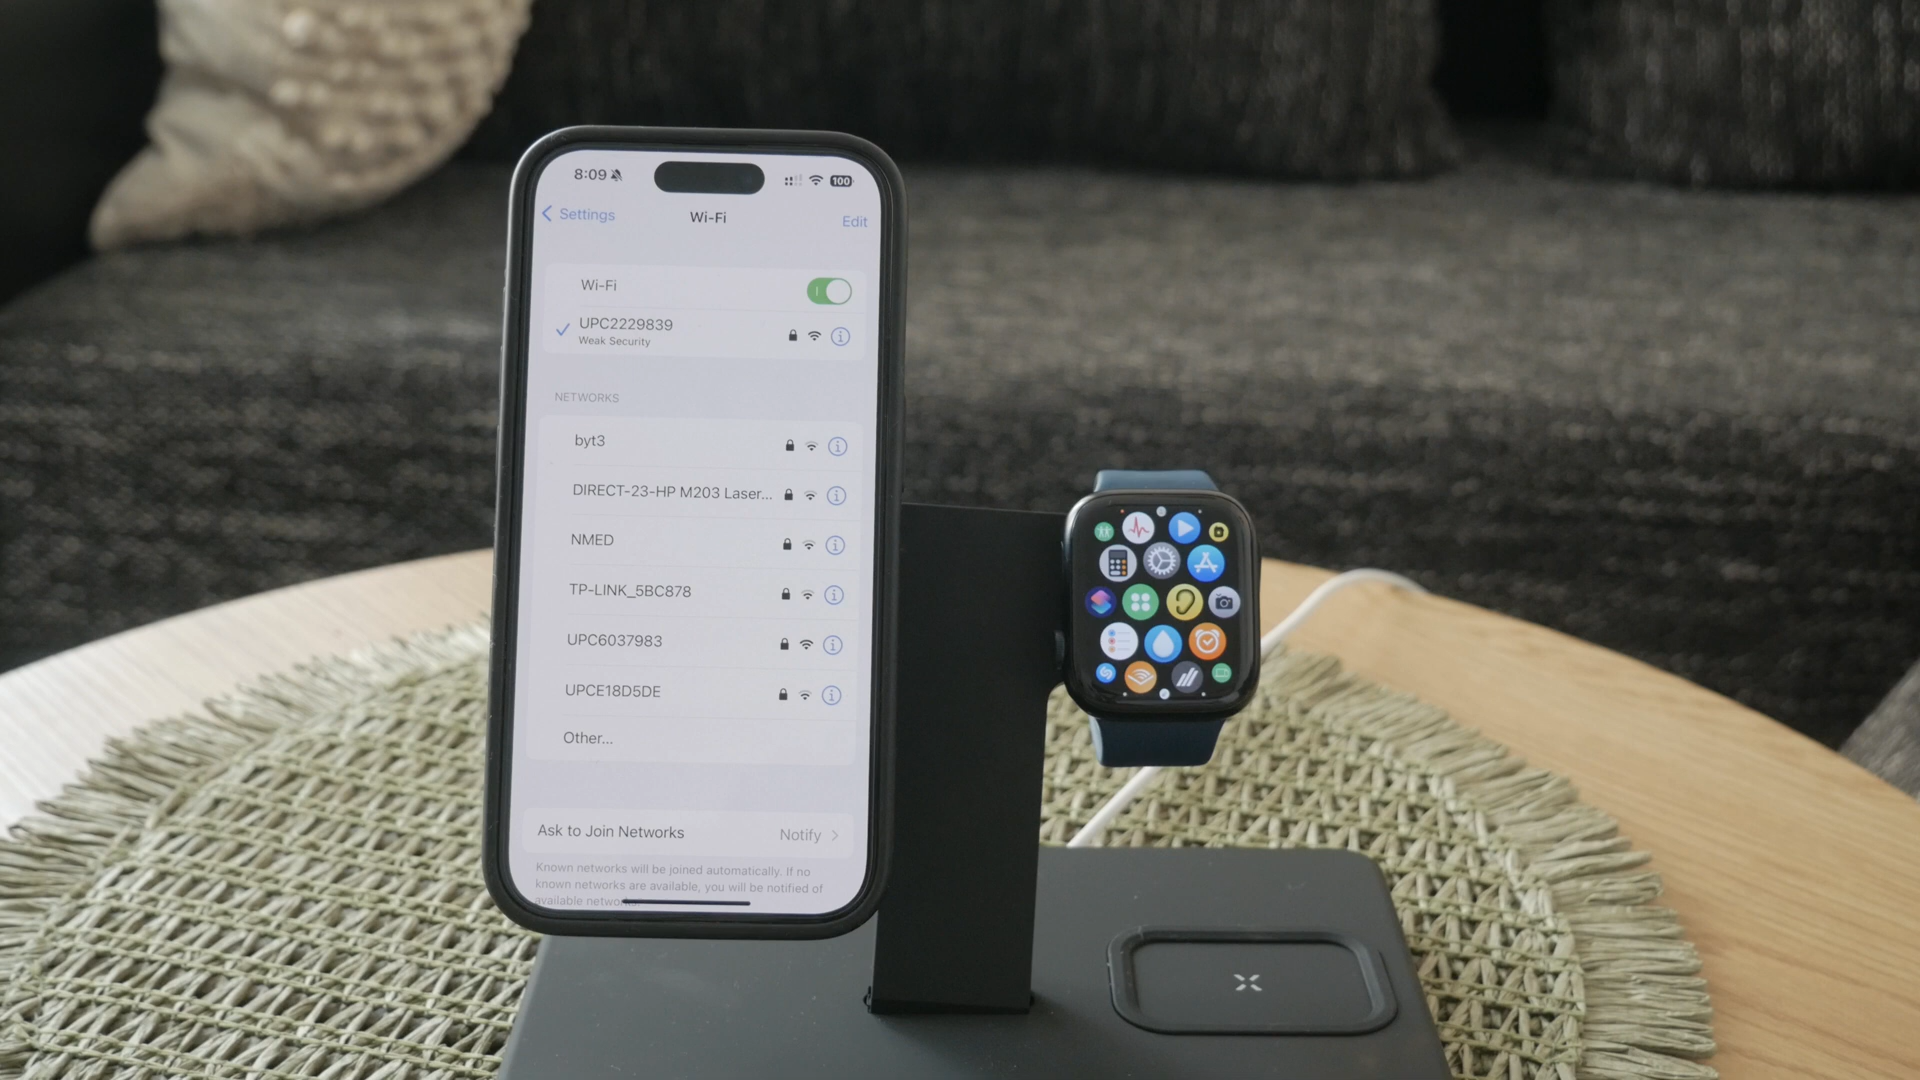 8:09
100
Settings
Wi-Fi
Edit
Wi-Fi
UPC2229839
Weak Security
NETWORKS
byt3
DIRECT-23-HP M203 Laser...
NMED
TP-LINK_5BC878
UPC6037983
UPCE18D5DE
Other...
Ask to Join Networks
Notify
Known networks will be joined automatically. If no
known networks are available, you will be notified of
available networks.